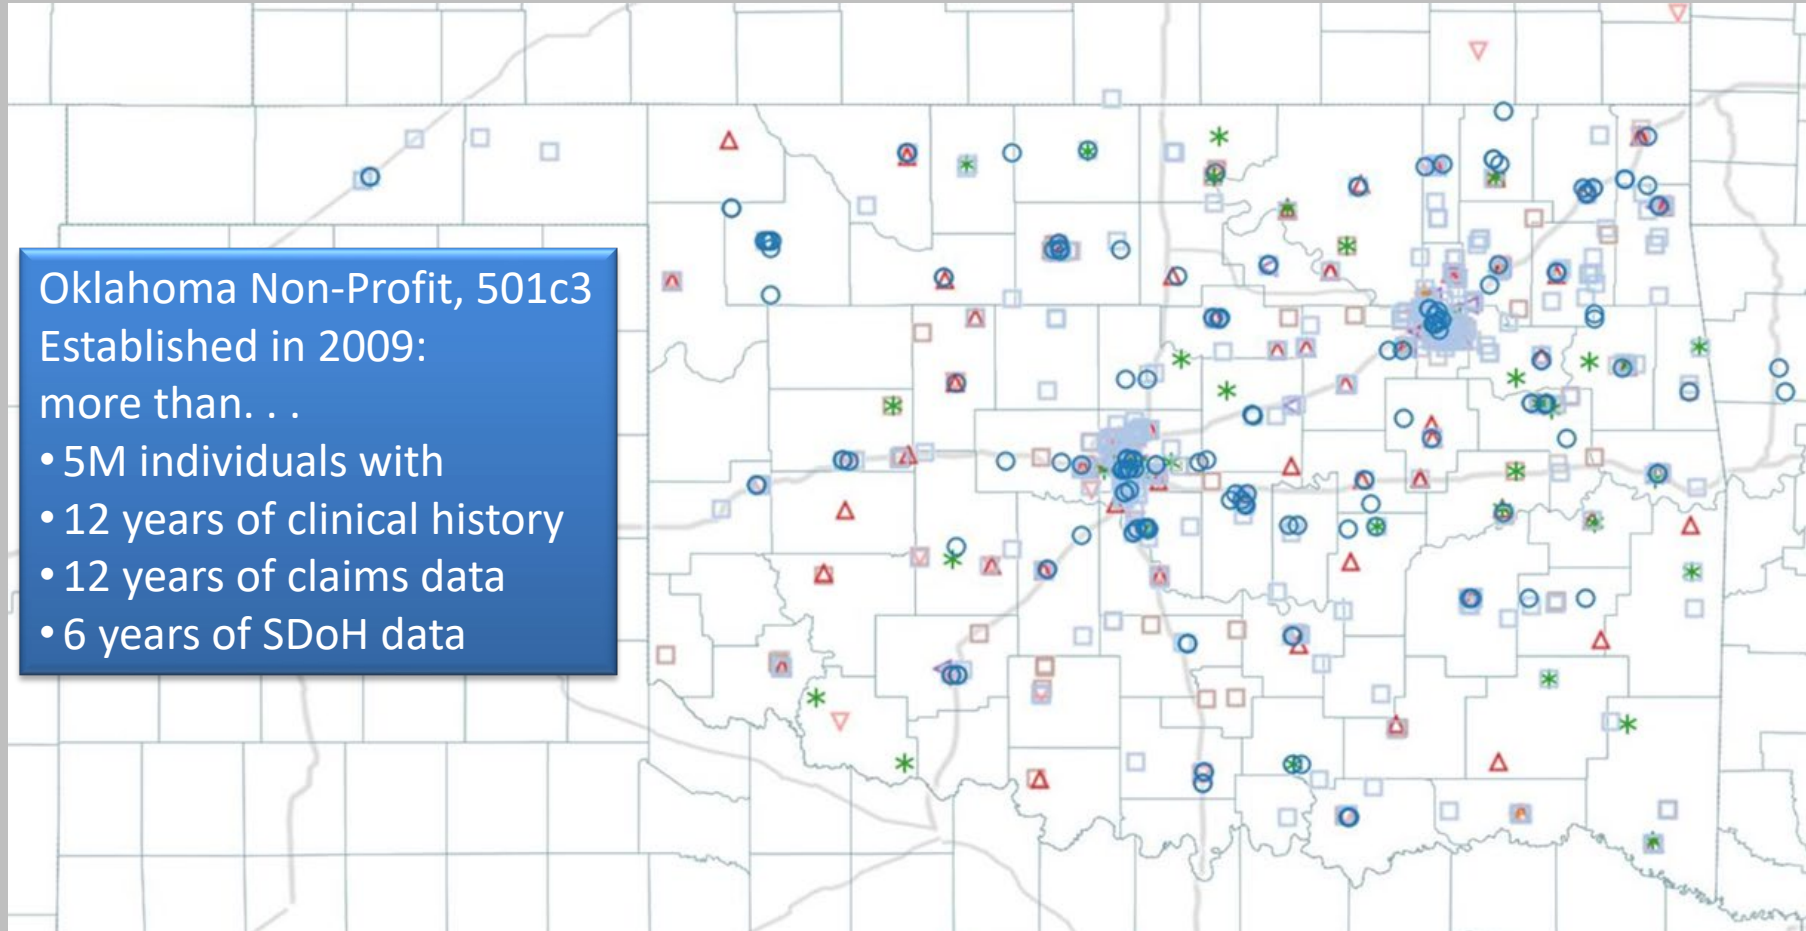 Oklahoma Non-Profit, 501c3
Established in 2009:
more than. . .
• 5M individuals with
• 12 years of clinical history
• 12 years of claims data
• 6 years of SDoH data